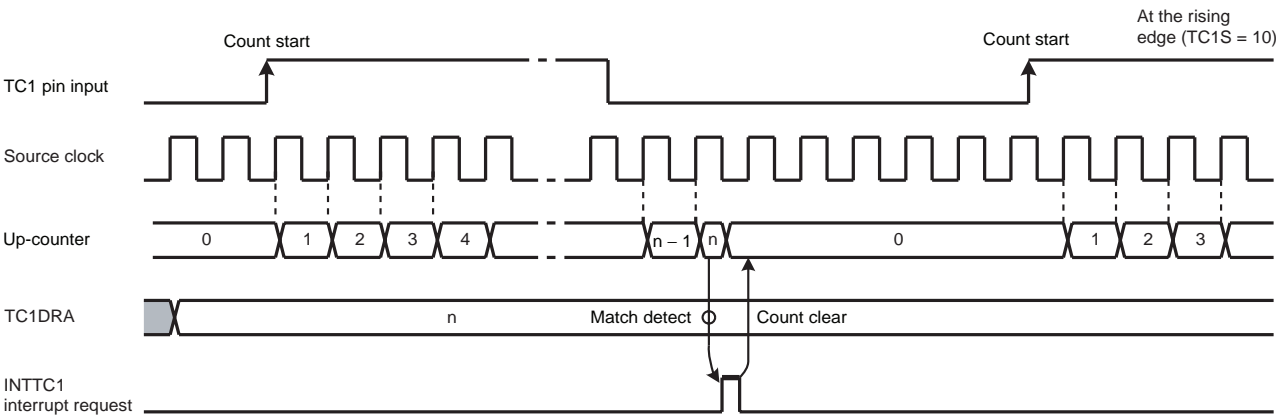 At the rising
edge (TC1S = 10)
Count start
Count start
TC1 pin input
Source clock
Up-counter
0
1
2
3
4
n – 1
n
0
1
2
3
TC1DRA
n
Match detect
Count clear
INTTC1
interrupt request